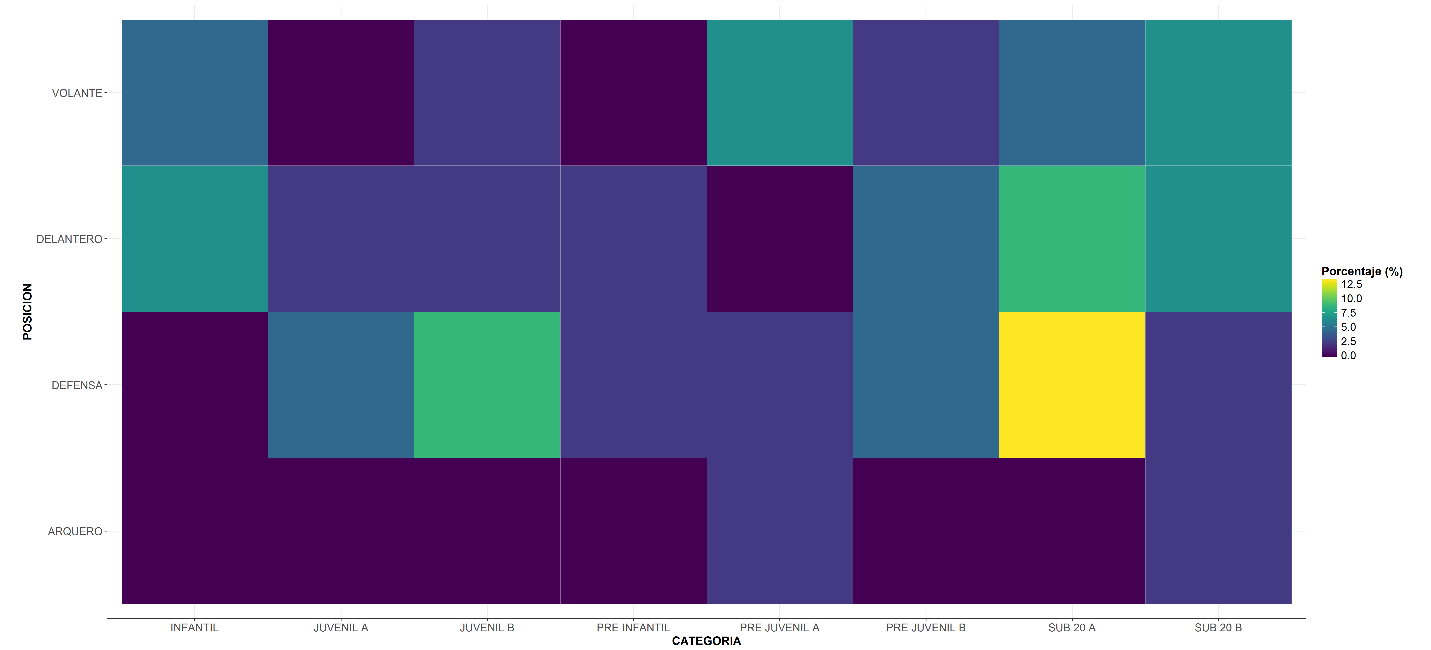 VOLANTE
DELANTERO
DEFENSA
ARQUERO
POSICION
INFANTIL
JUVENIL A
JUVENIL B
PRE INFANTIL
PRE JUVENIL A
PRE JUVENIL B
SUB 20 A
SUB 20 B
CATEGORIA
Porcentaje (%)
12.5
10.0
7.5
5.0
2.5
0.0